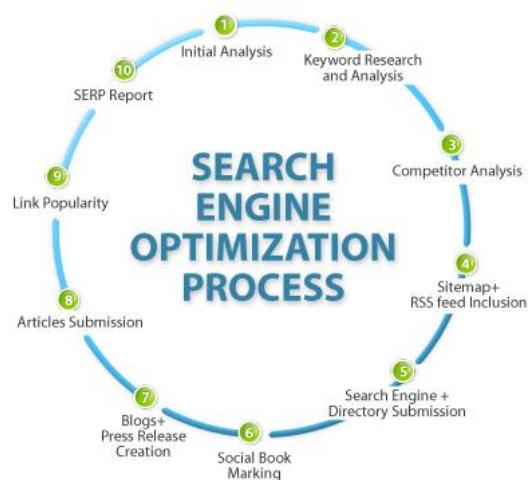 1
Initial Analysis
2
Keyword Research
and Analysis
3
Competitor Analysis
4
Sitemap+
RSS feed Inclusion
5
Search Engine +
Directory Submission
6
Social Book
Marking
7
Blogs+
Press Release
Creation
8
Articles Submission
9
Link Popularity
10
SERP Report
SEARCH
ENGINE
OPTIMIZATION
PROCESS